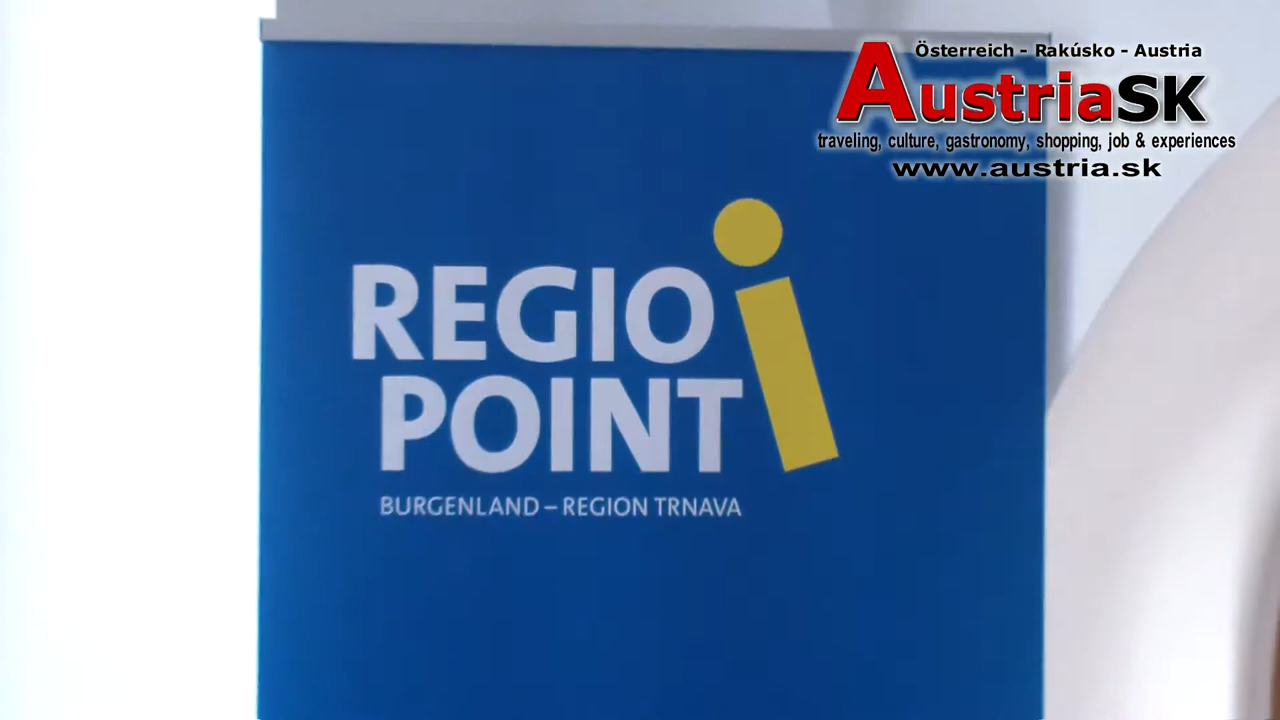 Österreich - Rakúsko - Austria
AustriaSK
traveling, culture, gastronomy, shopping, job & experiences
www.austria.sk
REGIO
POINT
i
BURGENLAND – REGION TRNAVA